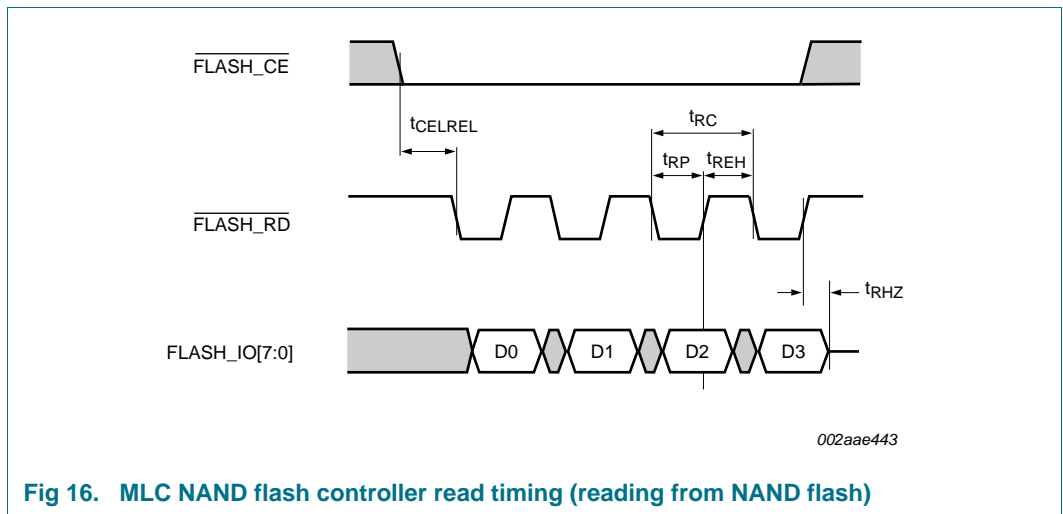 FLASH_CE
tCELREL
tRC
tRP tREH
FLASH_RD
tRHZ
FLASH_IO[7:0]
D0 D1 D2 D3
002aae443
Fig 16. MLC NAND flash controller read timing (reading from NAND flash)